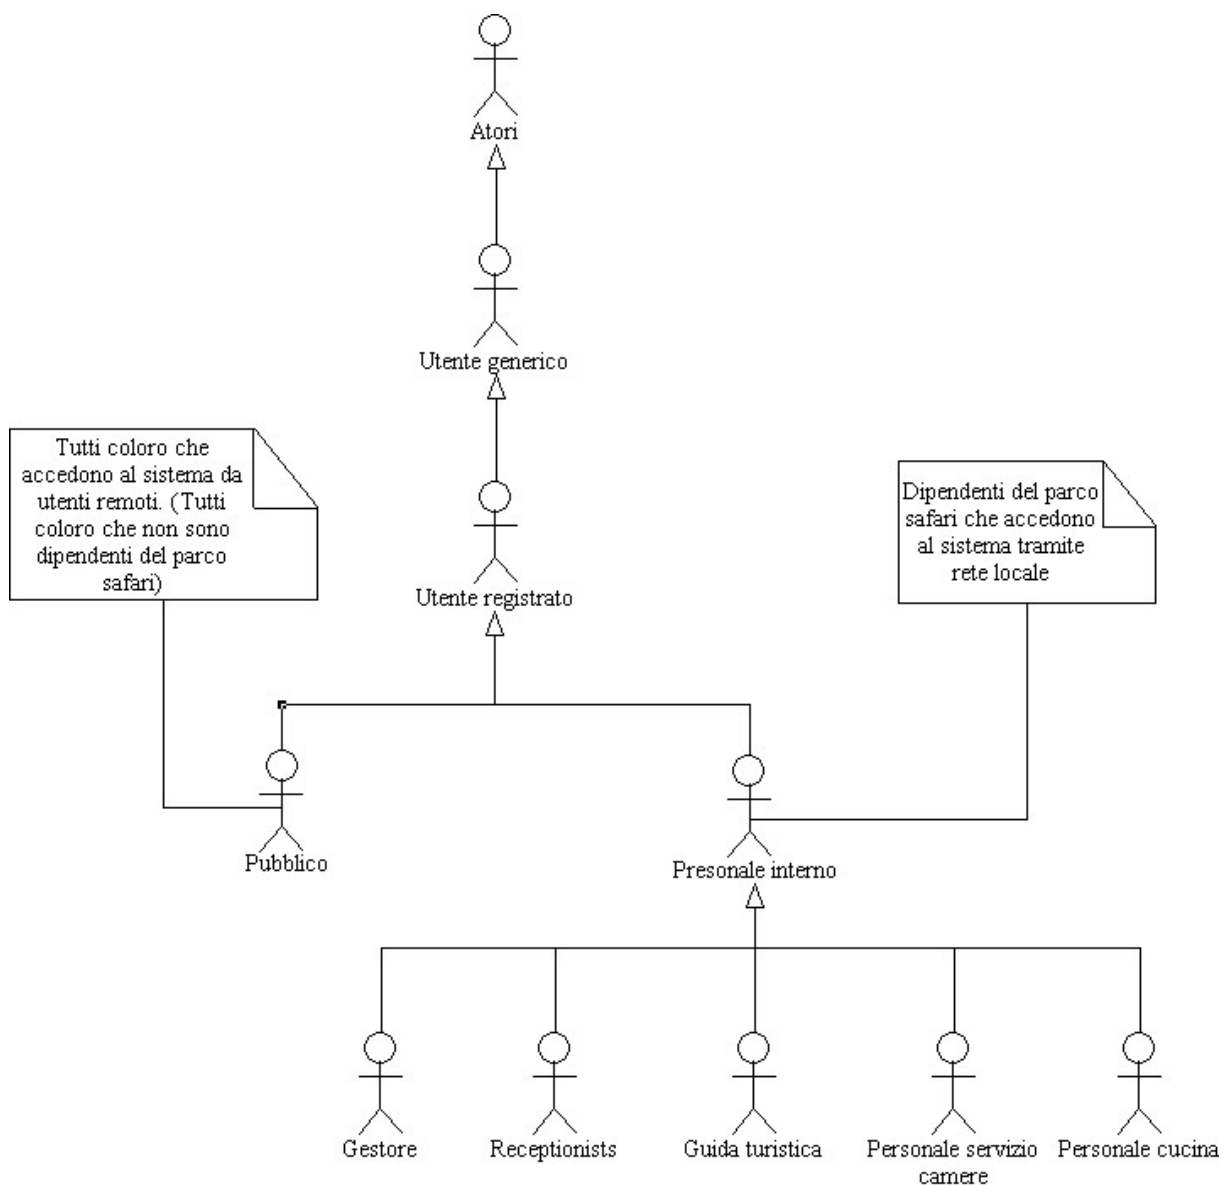 Atori
Utente generico
Tutti coloro che
accedono al sistema da
utenti remoti. (Tutti
coloro che non sono
dipendenti del parco
safari)
Dipendenti del parco
safari che accedono
al sistema tramite
rete locale
Utente registrato
Pubblico
Presonale interno
Gestore
Receptionists
Guida turistica
Personale servizio
camere
Personale cucina